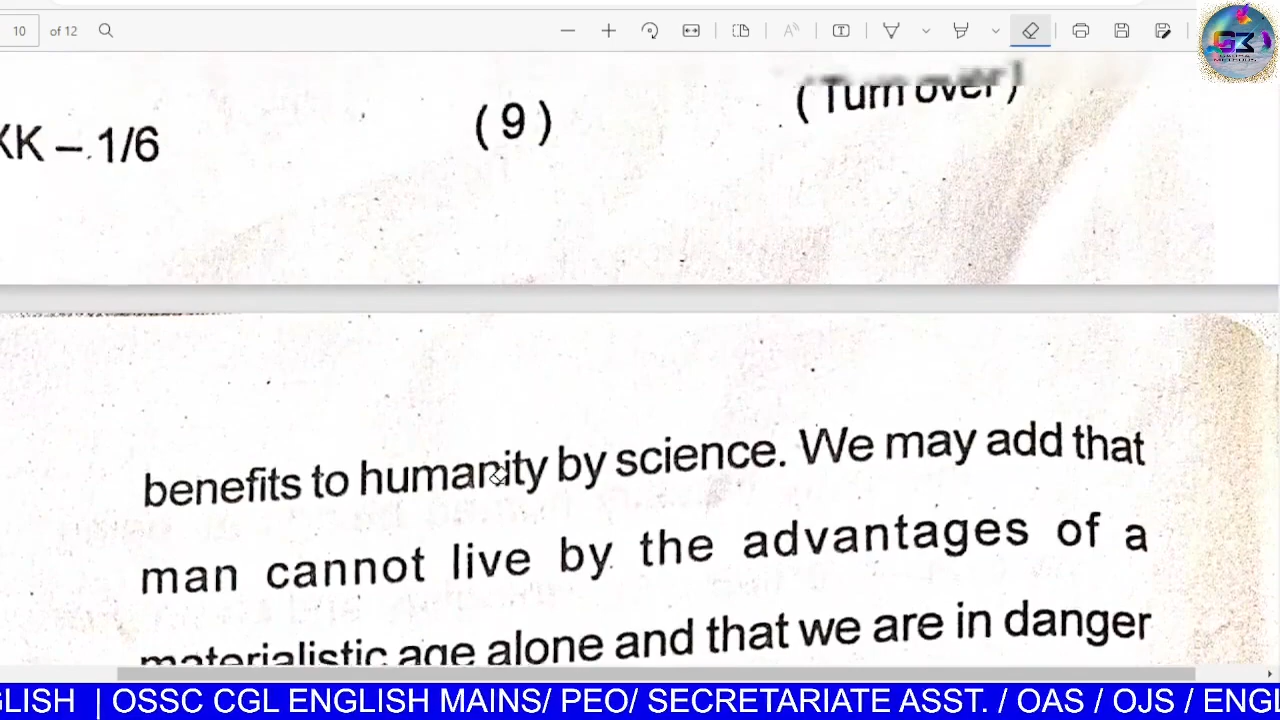 10 of 12
(Turn over)
XK – 1/6
(9)
benefits to humanity by science. We may add that
man cannot live by the advantages of a
materialistic age alone and that we are in danger
GLISH | OSSC CGL ENGLISH MAINS/ PEO/ SECRETARIATE ASST. / OAS / OJS / ENGL